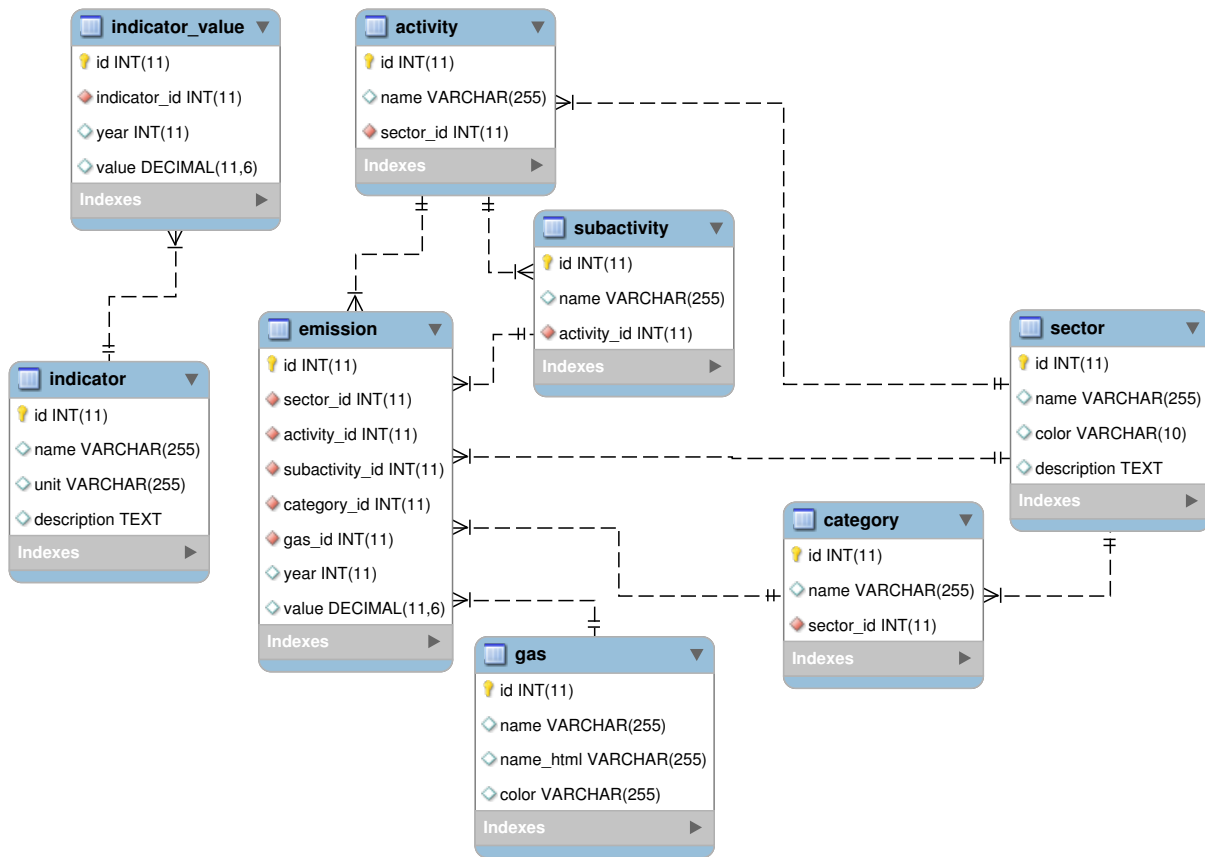 indicator_value
id INT(11)
indicator_id INT(11)
year INT(11)
value DECIMAL(11,6)
Indexes
activity
id INT(11)
name VARCHAR(255)
sector_id INT(11)
Indexes
subactivity
id INT(11)
name VARCHAR(255)
activity_id INT(11)
Indexes
emission
id INT(11)
sector_id INT(11)
activity_id INT(11)
subactivity_id INT(11)
category_id INT(11)
gas_id INT(11)
year INT(11)
value DECIMAL(11,6)
Indexes
sector
id INT(11)
name VARCHAR(255)
color VARCHAR(10)
description TEXT
Indexes
indicator
id INT(11)
name VARCHAR(255)
unit VARCHAR(255)
description TEXT
Indexes
category
id INT(11)
name VARCHAR(255)
sector_id INT(11)
Indexes
gas
id INT(11)
name VARCHAR(255)
name_html VARCHAR(255)
color VARCHAR(255)
Indexes